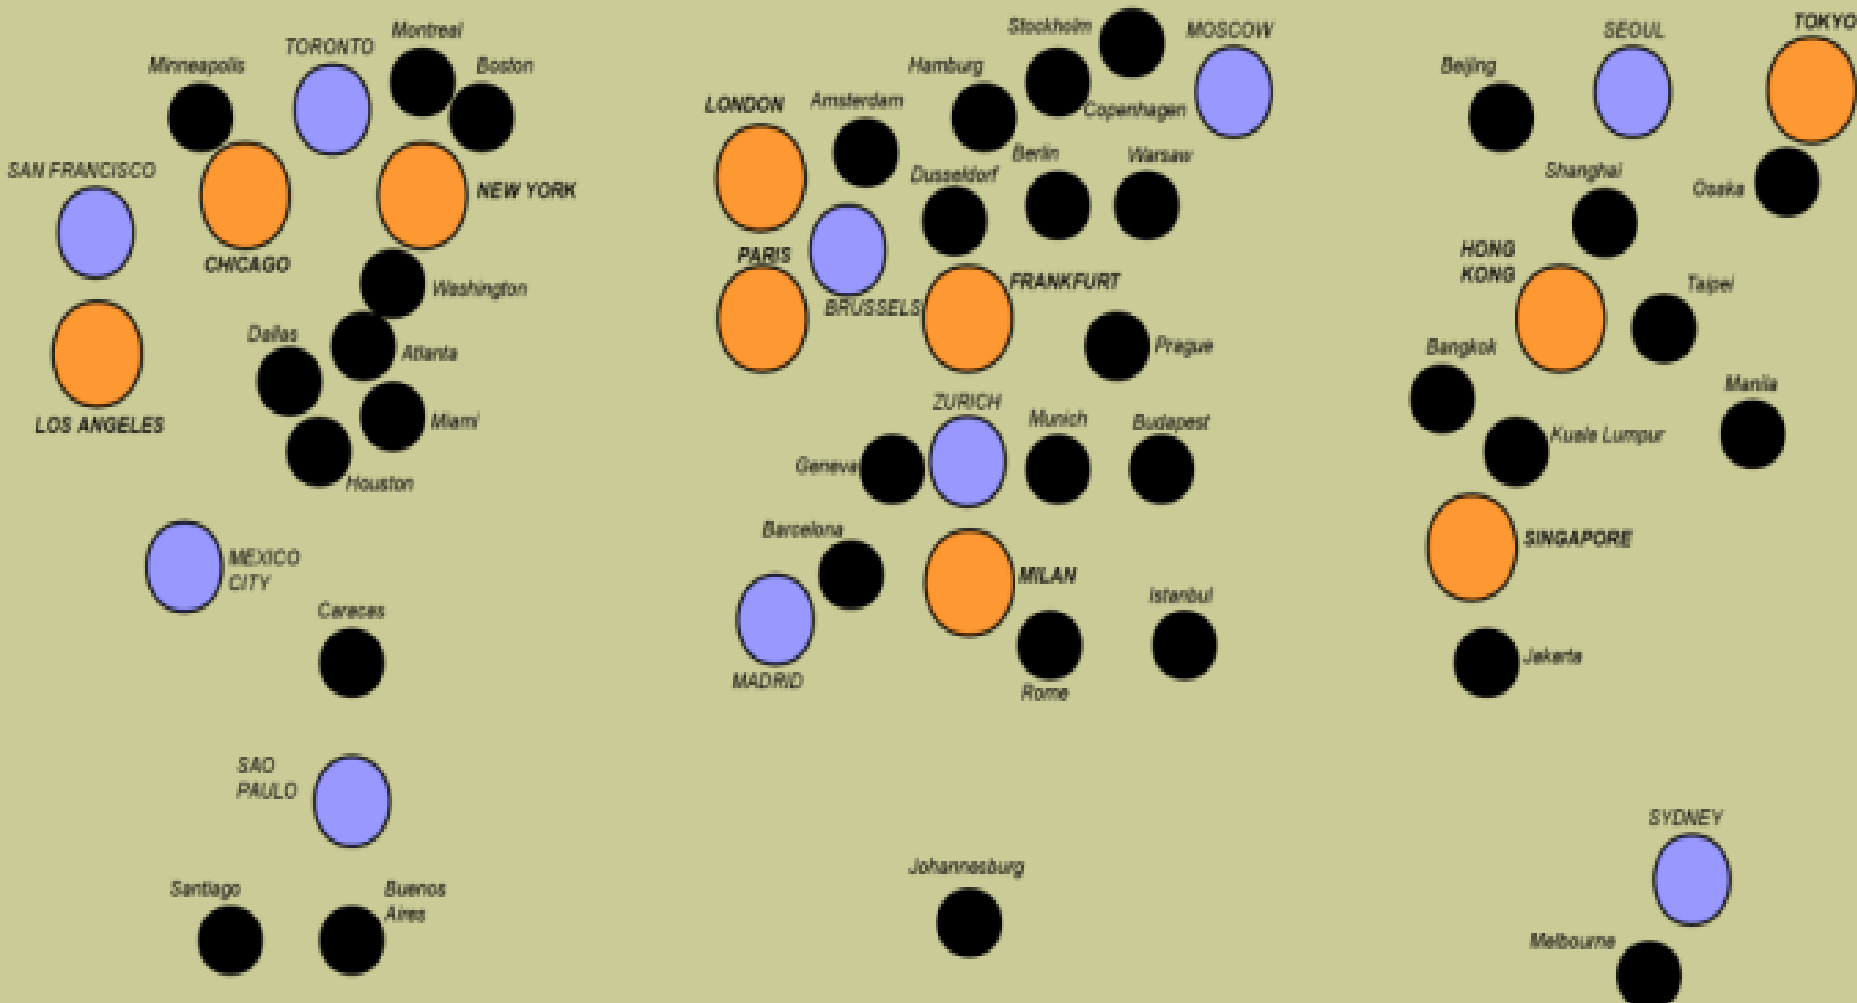 Montreal
TORONTO
Minneapolis
Boston
SAN FRANCISCO
NEW YORK
CHICAGO
Washington
Dallas
Atlanta
LOS ANGELES
Miami
Houston
MEXICO
CITY
Caracas
SAO
PAULO
Santiago
Buenos
Aires
Stockholm
MOSCOW
Hamburg
LONDON
Amsterdam
Copenhagen
Berlin
Warsaw
Dusseldorf
PARIS
FRANKFURT
BRUSSELS
Prague
ZURICH
Munich
Budapest
Geneva
Barcelona
MILAN
Istanbul
MADRID
Rome
Johannesburg
TOKYO
SEOUL
Beijing
Shanghai
Osaka
HONG
KONG
Taipei
Bangkok
Manila
Kuala Lumpur
SINGAPORE
Jakarta
SYDNEY
Melbourne